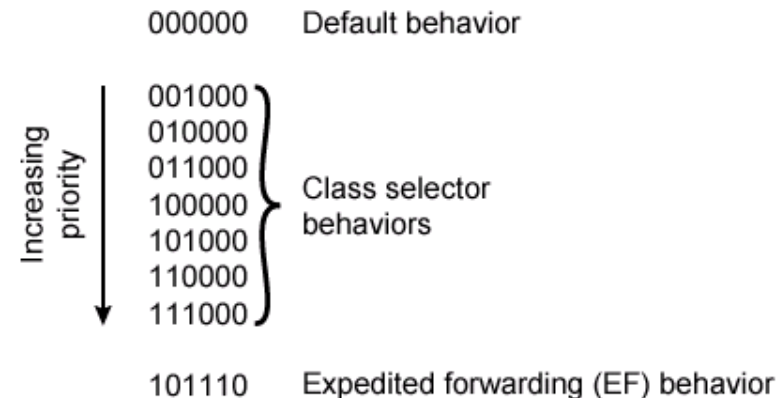 000000 Default behavior
Increasing
priority
001000
010000
011000
100000
101000
110000
111000
Class selector
behaviors
101110 Expedited forwarding (EF) behavior